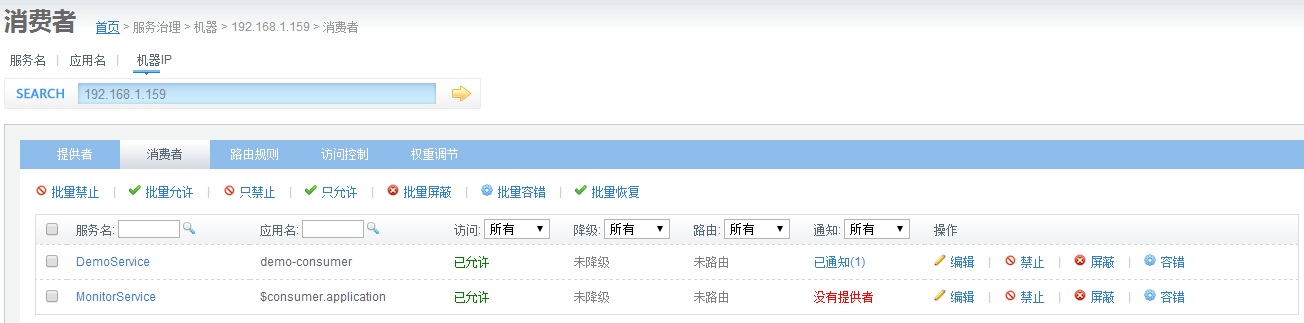 消费者 首页 > 服务治理 > 机器 > 192.168.1.159 > 消费者
服务名 | 应用名 | 机器IP
SEARCH 192.168.1.159
提供者 消费者 路由规则 访问控制 权重调节
批量禁止 | 批量允许 | 只禁止 | 只允许 | 批量屏蔽 | 批量容错 | 批量恢复
服务名: 应用名: 访问: 所有 降级: 所有 路由: 所有 通知: 所有 操作
DemoService demo-consumer 已允许 未降级 未路由 已通知(1) 编辑 | 禁止 | 屏蔽 | 容错
MonitorService $consumer.application 已允许 未降级 未路由 没有提供者 编辑 | 禁止 | 屏蔽 | 容错